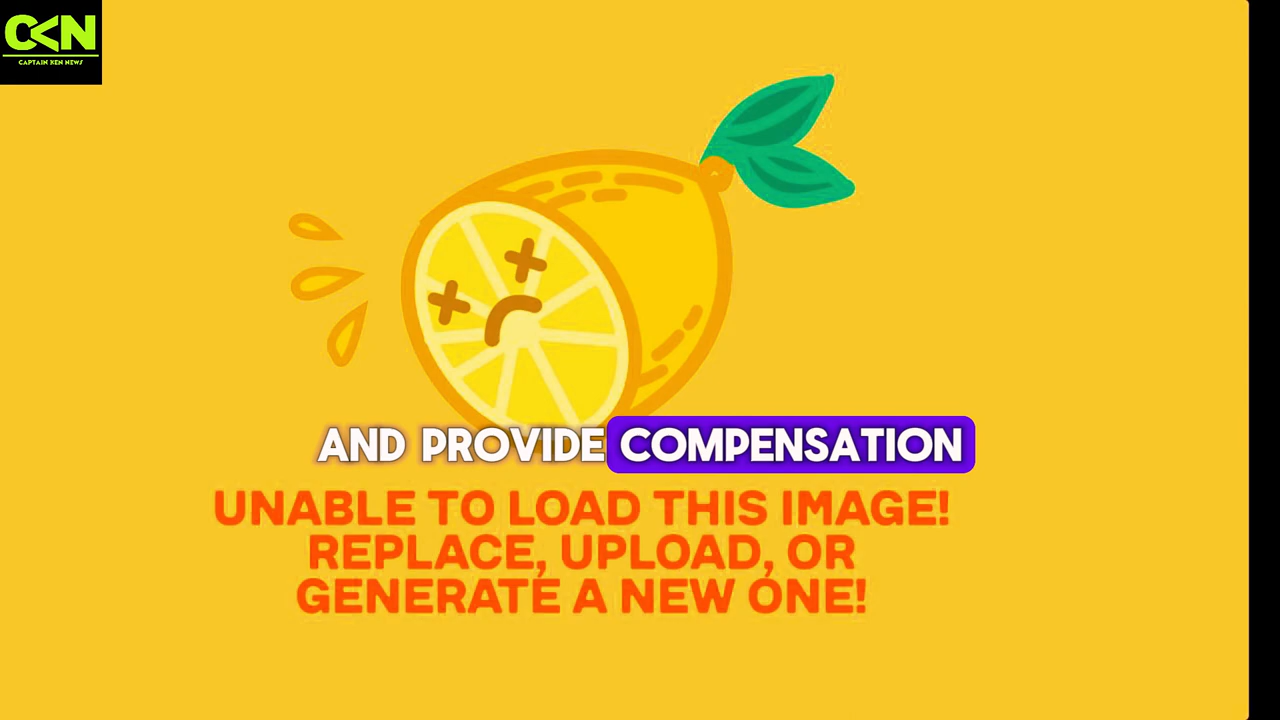 CKN
CAPTAIN KEN NEWS
AND PROVIDE COMPENSATION
UNABLE TO LOAD THIS IMAGE!
REPLACE, UPLOAD, OR
GENERATE A NEW ONE!